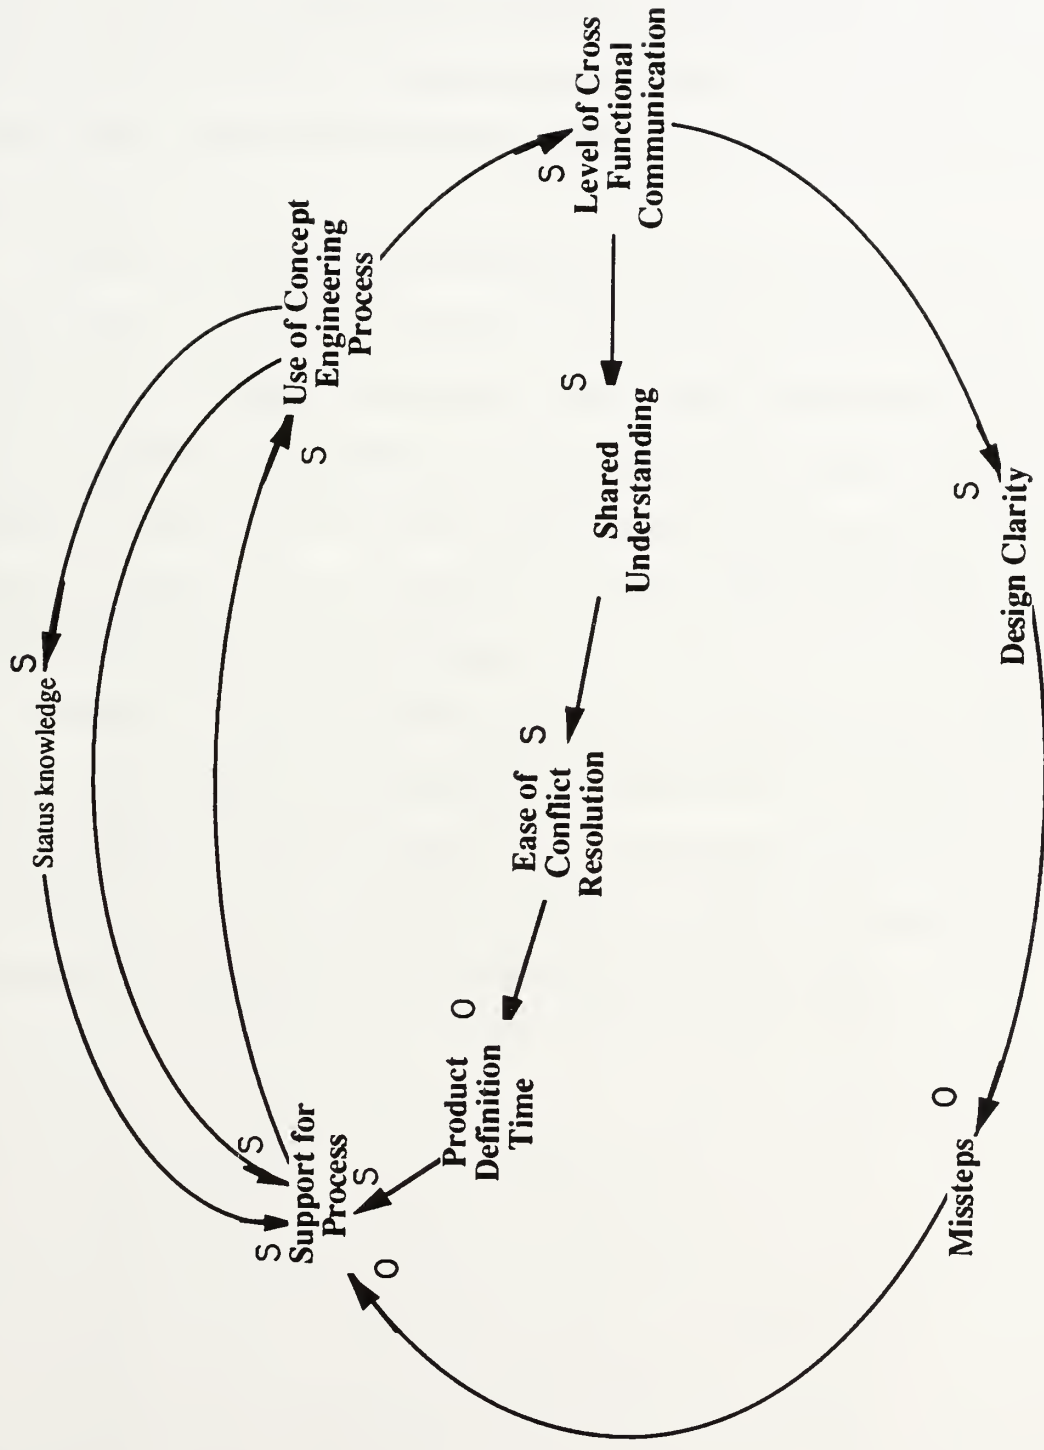 S
Status knowledge
Use of Concept
Engineering
Process
S
S
Level of Cross
Functional
Communication
S
Shared
Understanding
S
Ease of
Conflict
Resolution
O
Product
Definition
Time
S
S
S
Support for
Process
O
S
Design Clarity
O
Missteps